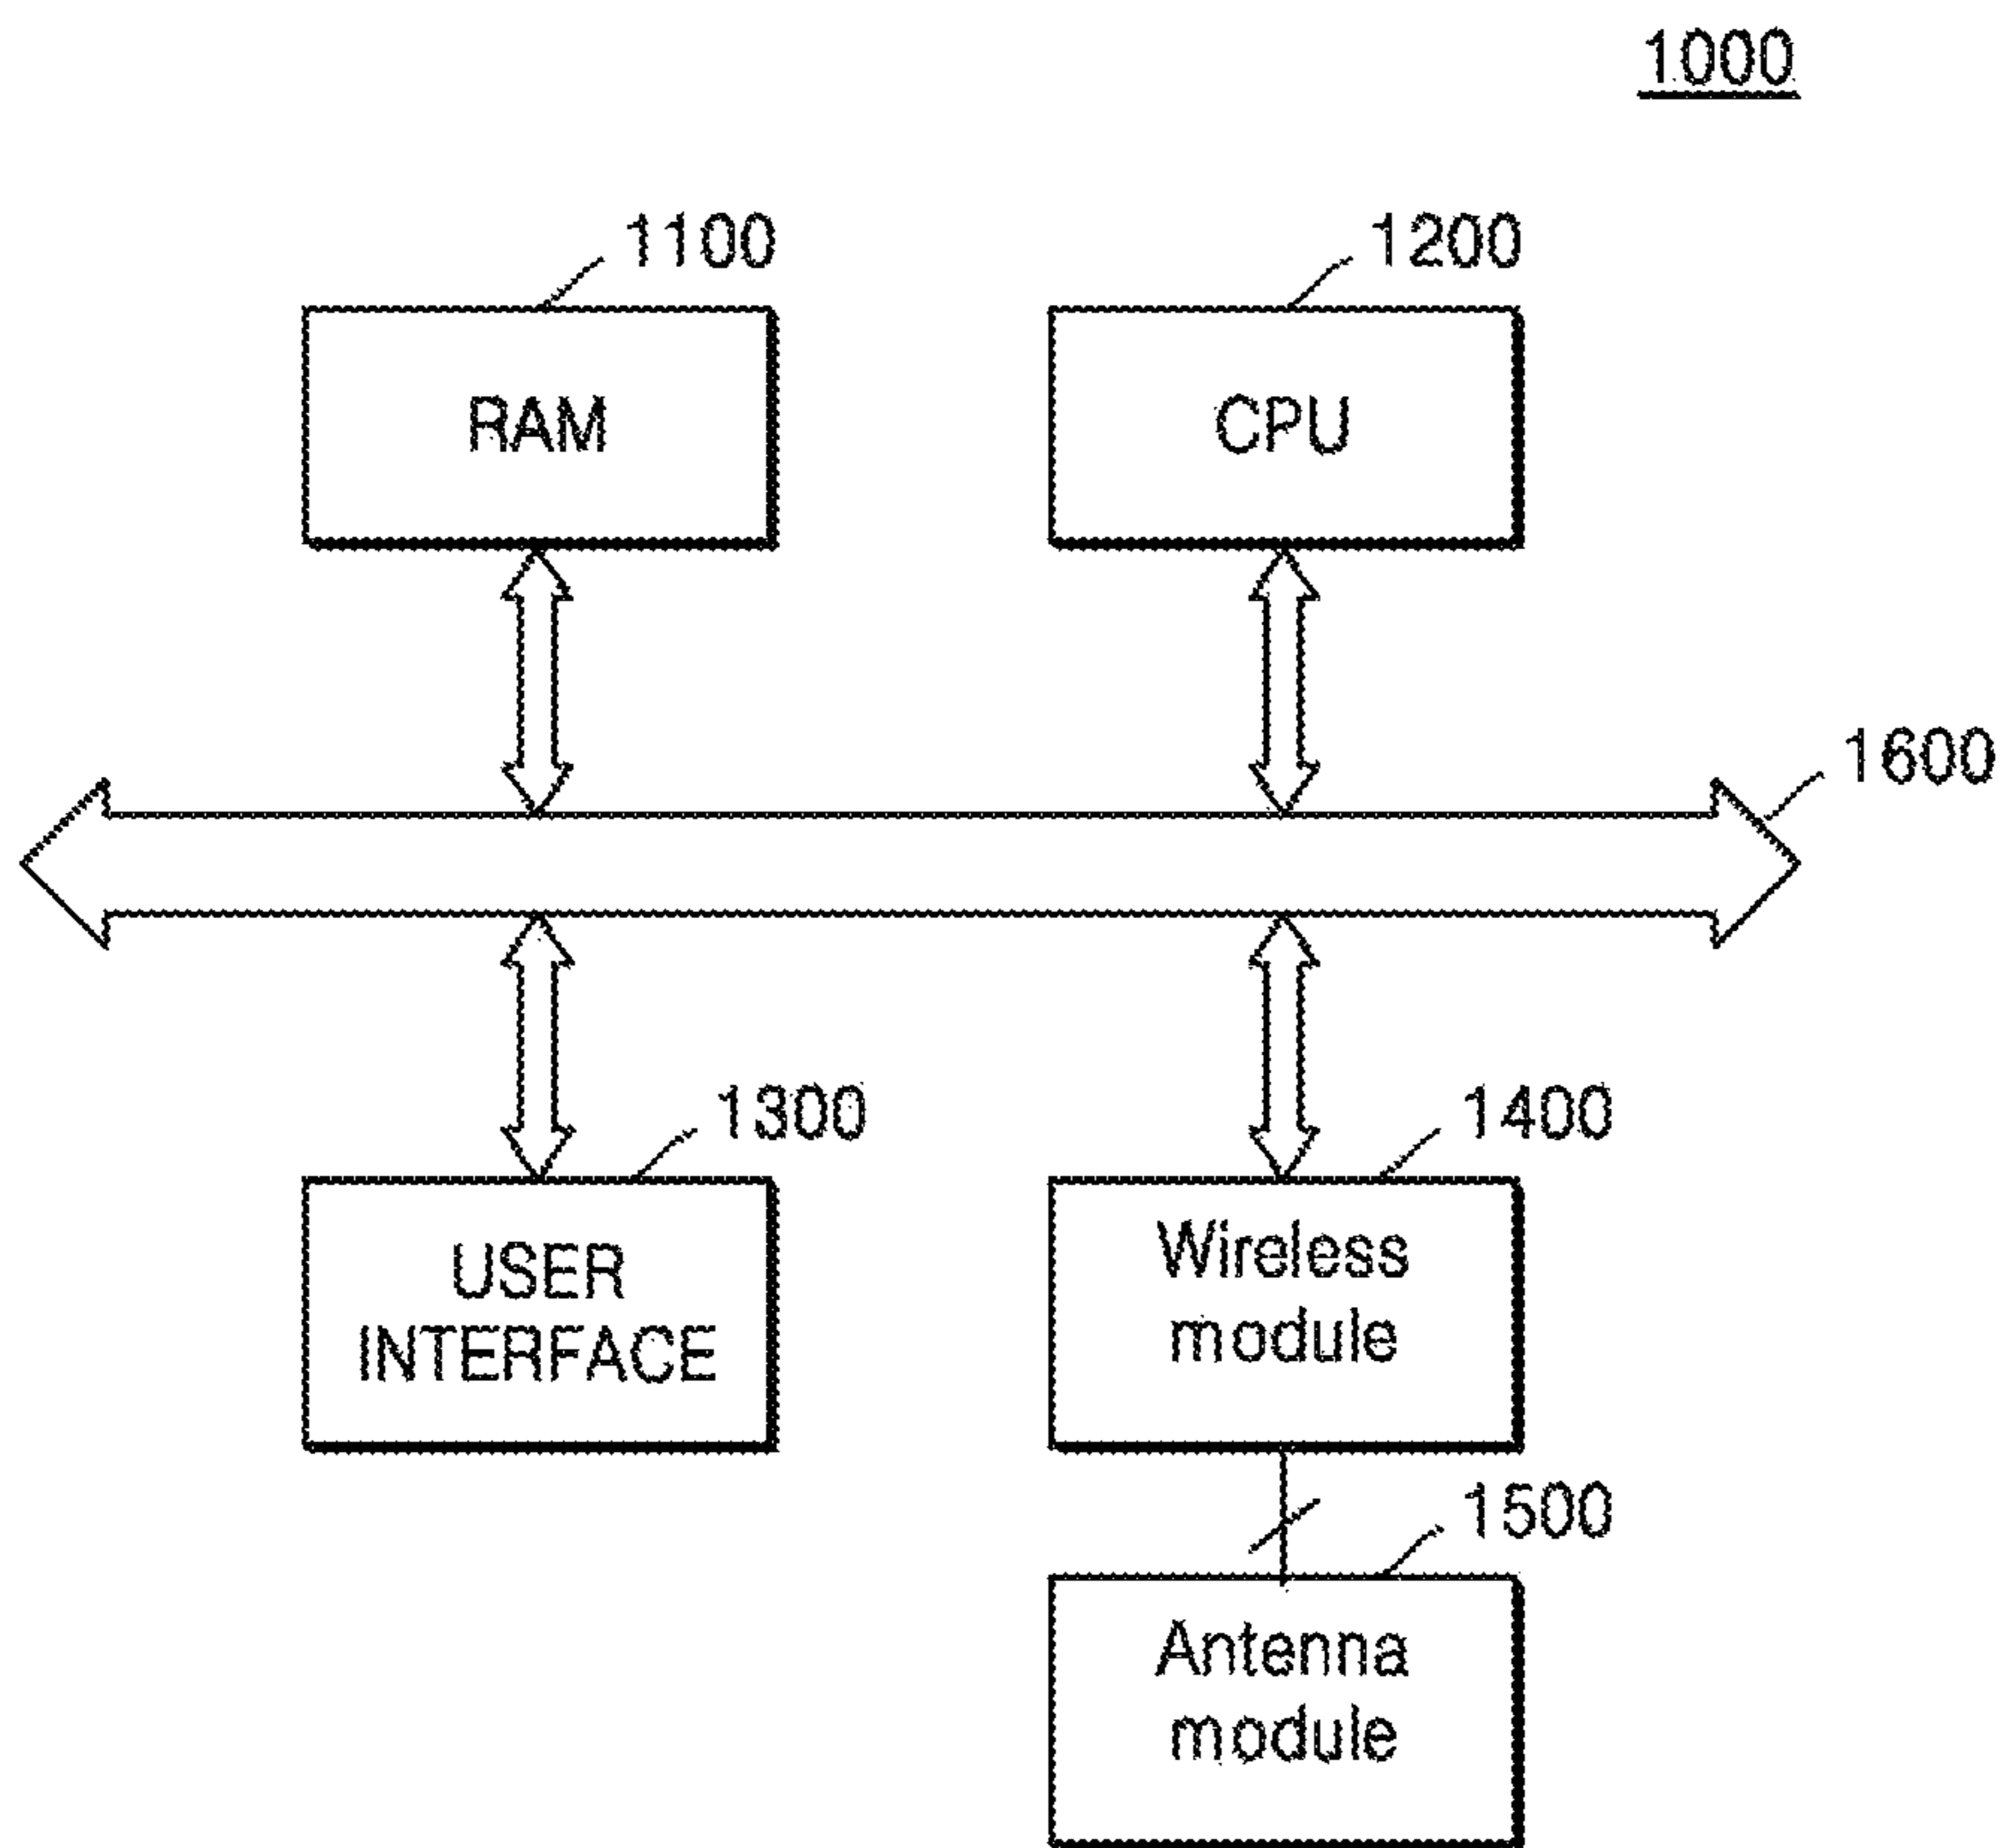 1000
1100
1200
RAM
CPU
1600
1300
1400
USER
INTERFACE
Wireless
module
1500
Antenna
module